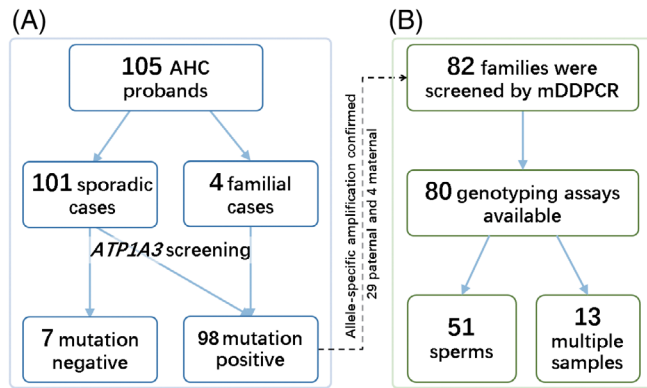 (A)
105 AHC
probands
101 sporadic
cases
4 familial
cases
ATP1A3 screening
7 mutation
negative
98 mutation
positive
Allele-specific amplification confirmed
29 paternal and 4 maternal
(B)
82 families were
screened by mDDPCR
80 genotyping assays
available
51
sperms
13
multiple
samples